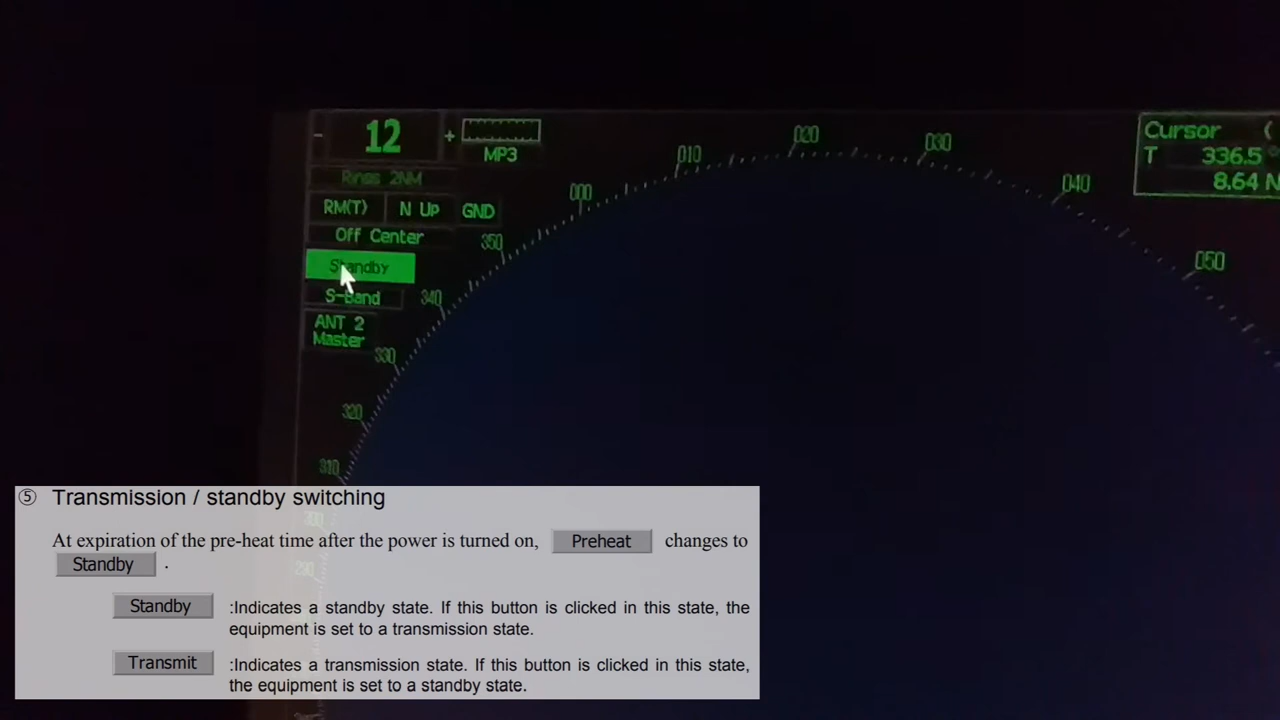 - 12 +
MP3
Rings 2NM
RM(T) N Up GND
Off Center
Standby
S-Band
ANT 2
Master
000 010 020 030 040 050
350
340
330
320
310
300
290
Cursor (
T 336.5 °
8.64 N
⑤ Transmission / standby switching
At expiration of the pre-heat time after the power is turned on, Preheat changes to
Standby .
Standby :Indicates a standby state. If this button is clicked in this state, the
equipment is set to a transmission state.
Transmit :Indicates a transmission state. If this button is clicked in this state,
the equipment is set to a standby state.